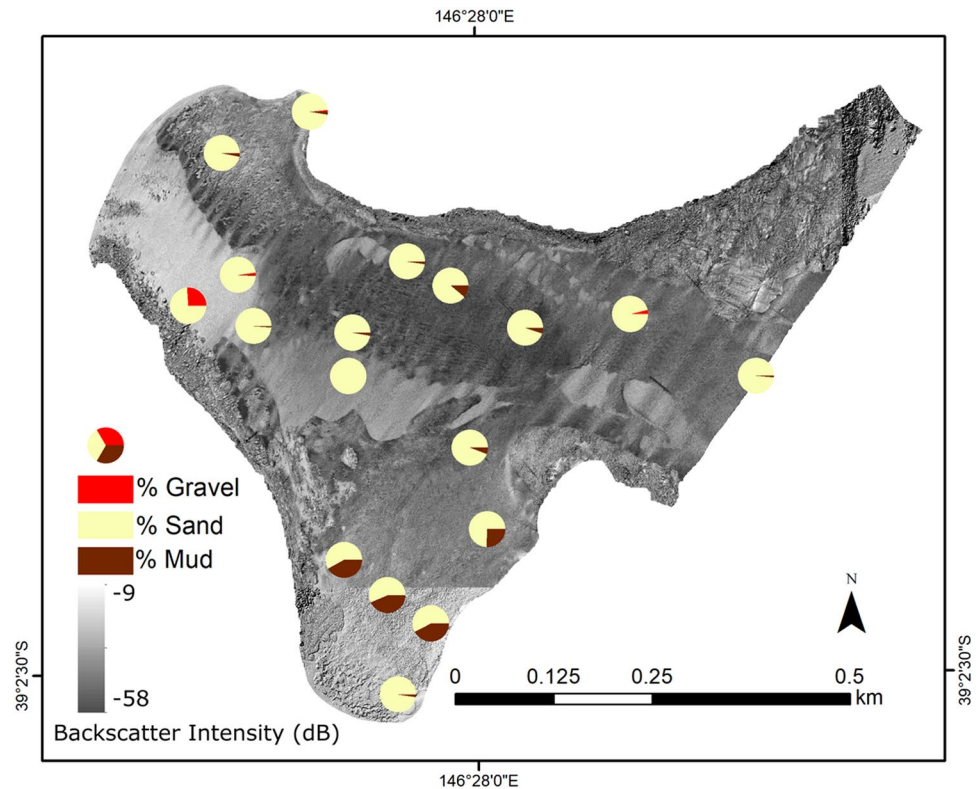 146°28'0"E
% Gravel
% Sand
% Mud
-9
-58
Backscatter Intensity (dB)
N
0 0.125 0.25 0.5
km
39°2'30"S
39°2'30"S
146°28'0"E